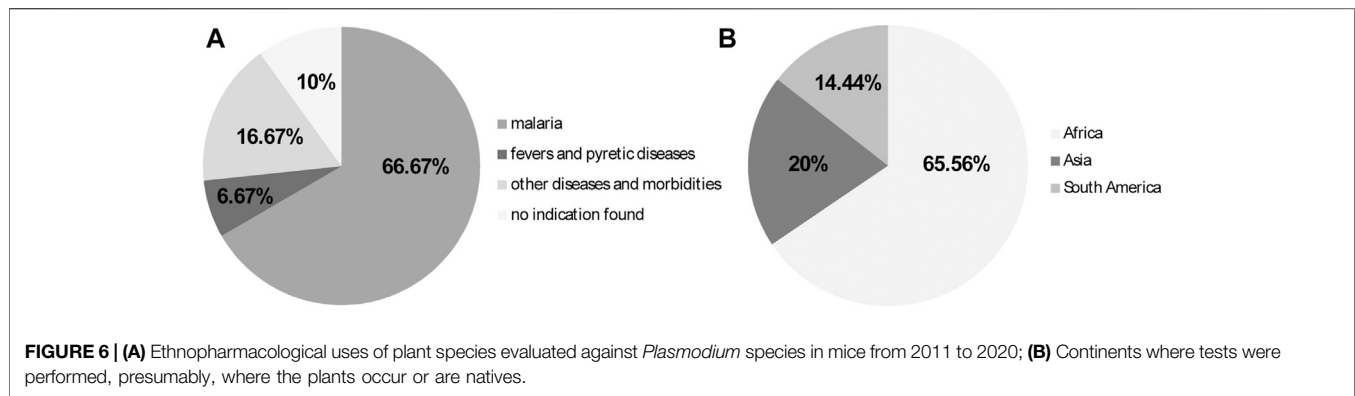 A
10%
16.67%
6.67%
66.67%
malaria
fevers and pyretic diseases
other diseases and morbidities
no indication found
B
14.44%
20%
65.56%
Africa
Asia
South America
FIGURE 6 | (A) Ethnopharmacological uses of plant species evaluated against Plasmodium species in mice from 2011 to 2020; (B) Continents where tests were
performed, presumably, where the plants occur or are natives.